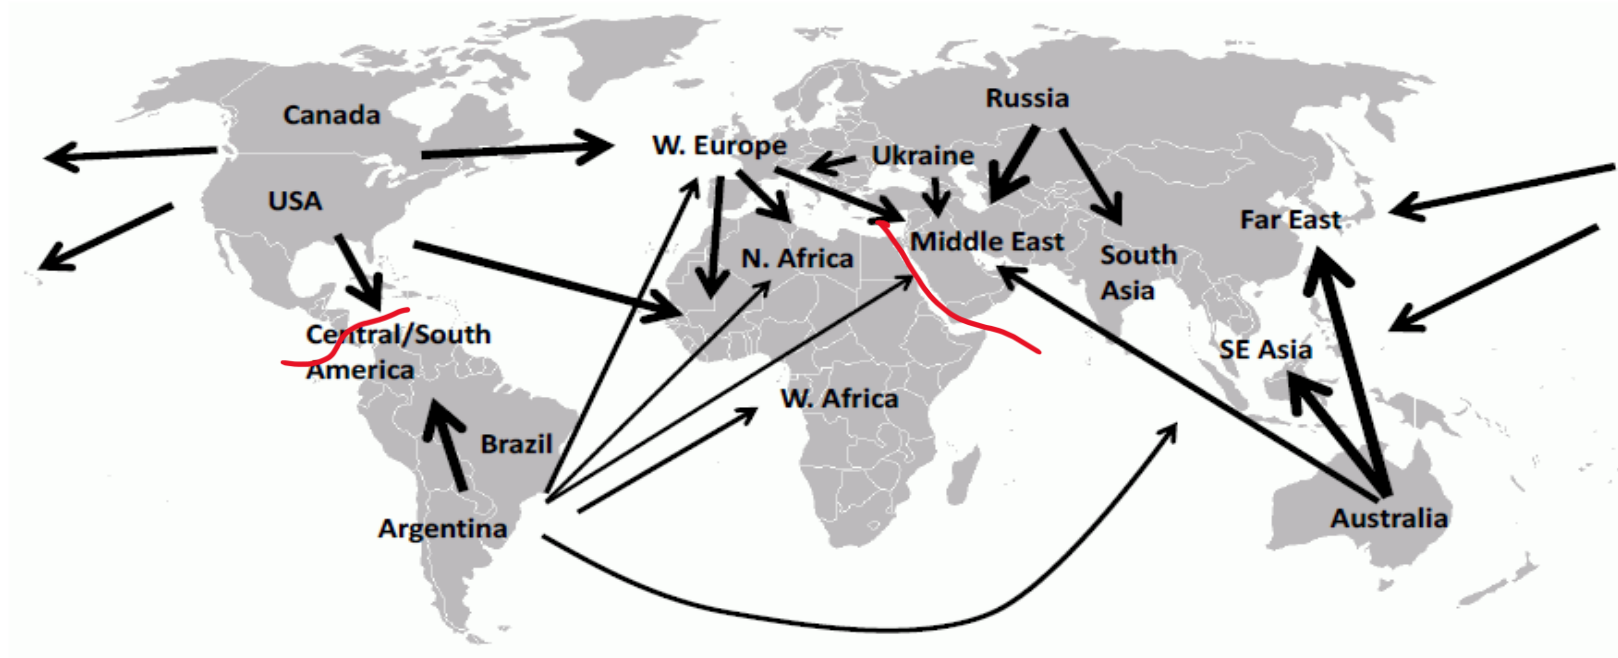 Canada
USA
Central/South
America
Brazil
Argentina
W. Europe
Ukraine
Russia
N. Africa
Middle East
South
Asia
Far East
SE Asia
W. Africa
Australia